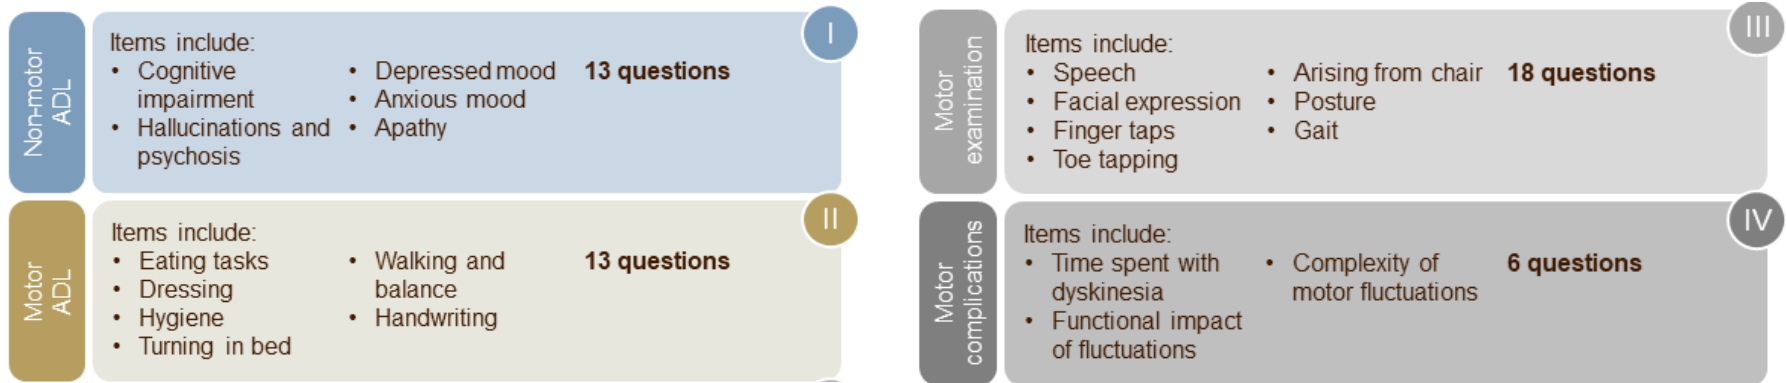 Non-motor
ADL
I
Items include:
• Cognitive
impairment
• Hallucinations and
psychosis
• Depressed mood
• Anxious mood
• Apathy
13 questions
Motor
ADL
II
Items include:
• Eating tasks
• Dressing
• Hygiene
• Turning in bed
• Walking and
balance
• Handwriting
13 questions
Motor
examination
III
Items include:
• Speech
• Facial expression
• Finger taps
• Toe tapping
• Arising from chair
• Posture
• Gait
18 questions
Motor
complications
IV
Items include:
• Time spent with
dyskinesia
• Functional impact
of fluctuations
• Complexity of
motor fluctuations
6 questions